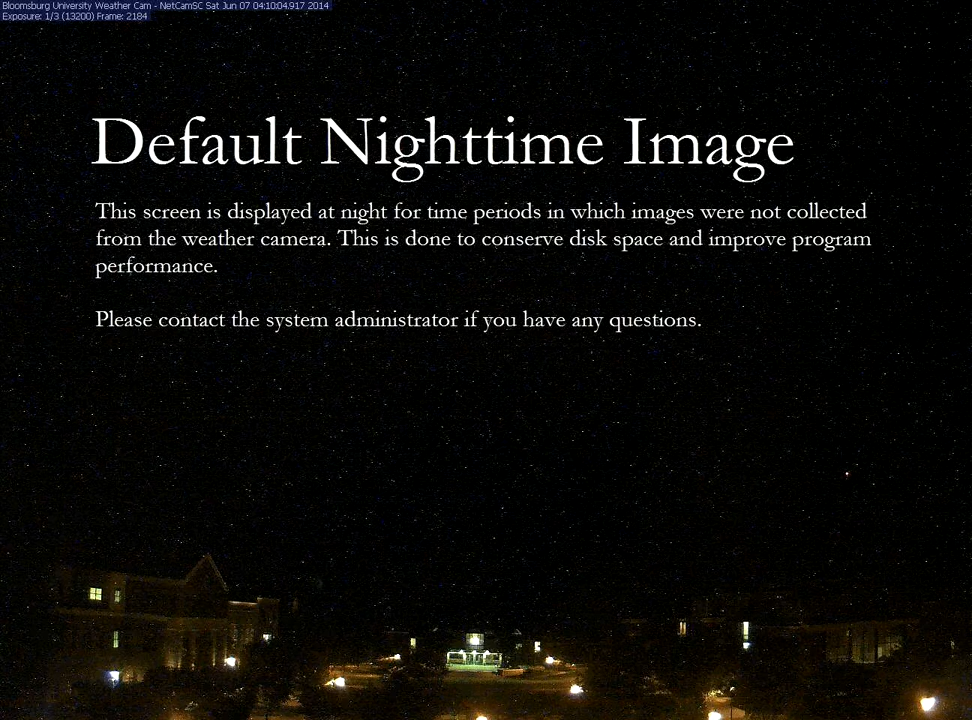 Bloomsburg University Weather Cam - NetCamSC Sat Jun 07 04:10:04.917 2014
Exposure: 1/3 (13200) Frame: 2184
Default Nighttime Image
This screen is displayed at night for time periods in which images were not collected
from the weather camera. This is done to conserve disk space and improve program
performance.
Please contact the system administrator if you have any questions.